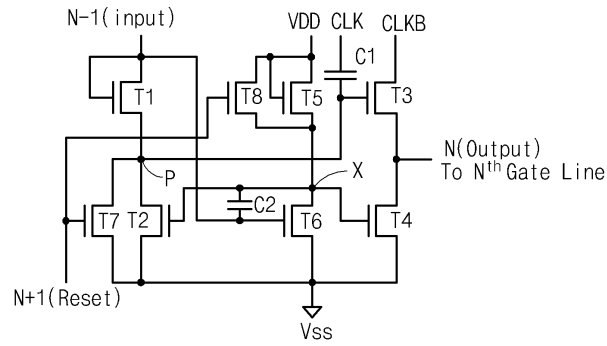 N-1(input)
VDD CLK CLKB
C1
T1
T8
T5
T3
N(Output)
To Nth Gate Line
P
X
C2
T7
T2
T6
T4
N+1(Reset)
Vss